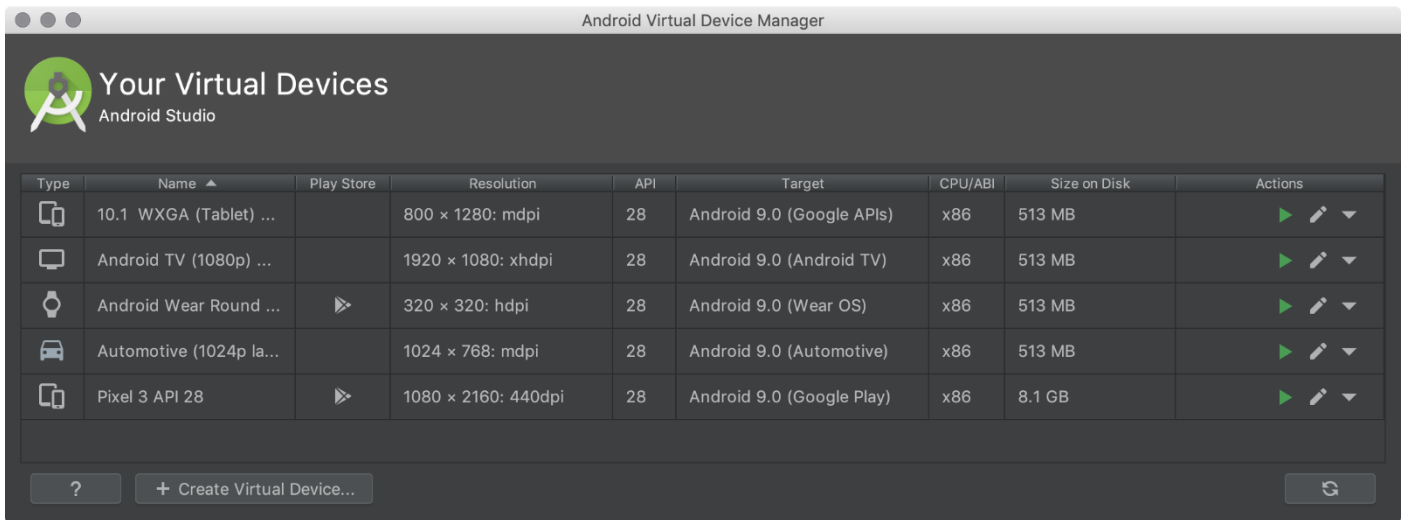 Android Virtual Device Manager
Your Virtual Devices
Android Studio
Type Name Play Store Resolution API Target CPU/ABI Size on Disk Actions
10.1 WXGA (Tablet) ... 800 × 1280: mdpi 28 Android 9.0 (Google APIs) x86 513 MB
Android TV (1080p) ... 1920 × 1080: xhdpi 28 Android 9.0 (Android TV) x86 513 MB
Android Wear Round ... 320 × 320: hdpi 28 Android 9.0 (Wear OS) x86 513 MB
Automotive (1024p la... 1024 × 768: mdpi 28 Android 9.0 (Automotive) x86 513 MB
Pixel 3 API 28 1080 × 2160: 440dpi 28 Android 9.0 (Google Play) x86 8.1 GB
? + Create Virtual Device...